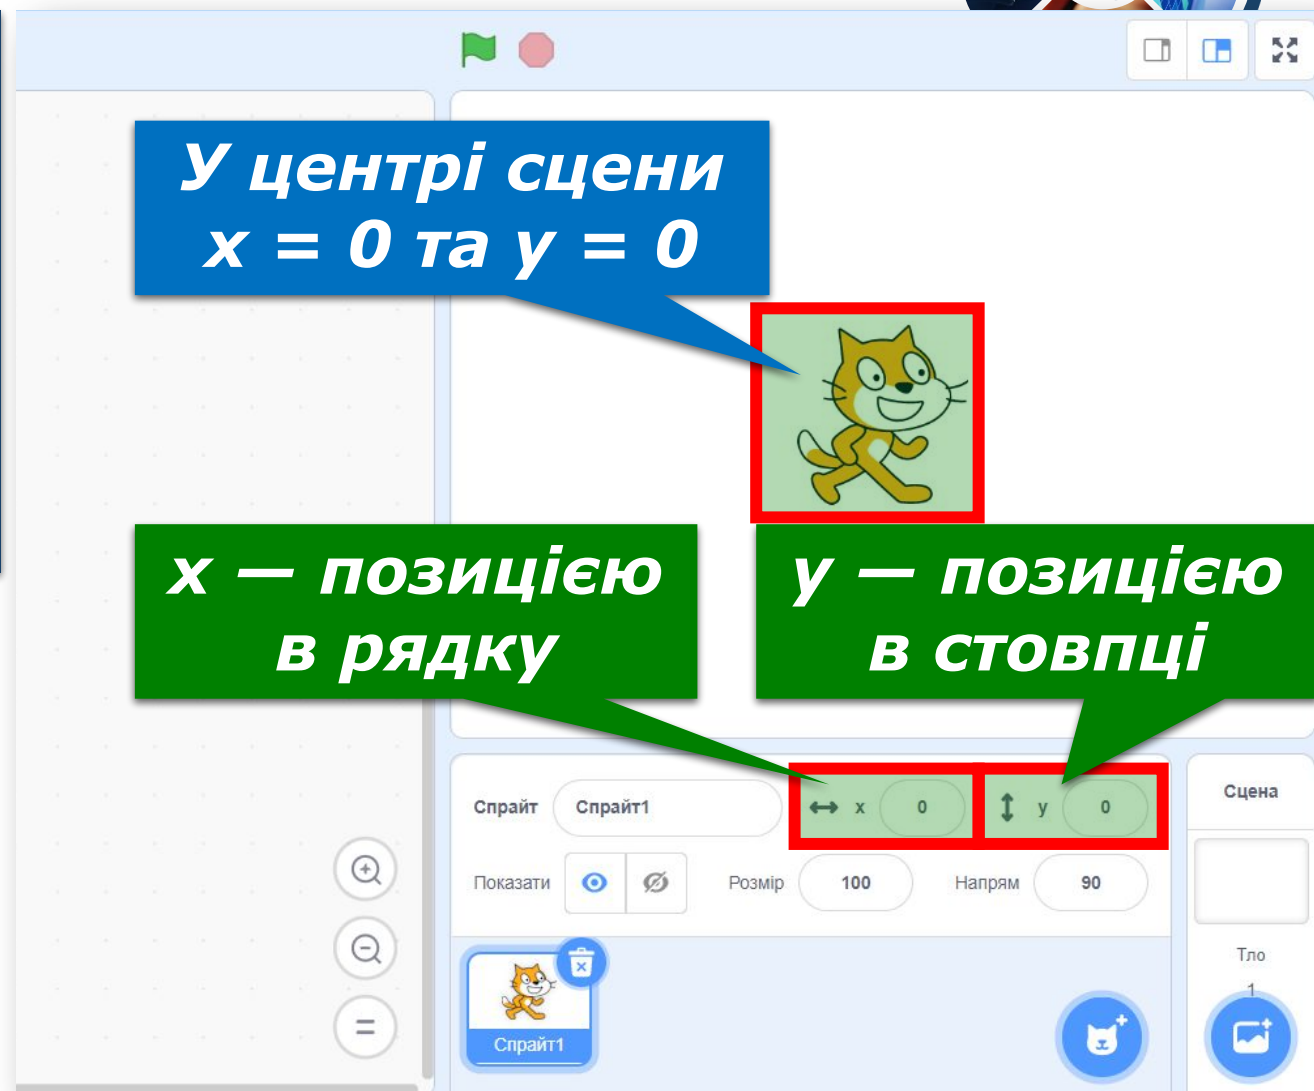 У центрі сцени
х = 0 та у = 0
х — позицією
в рядку
у — позицією
в стовпці
Спрайт Спрайт1 x 0 y 0
Сцена
Показати Розмір 100 Напрям 90
Тло
1
Спрайт1